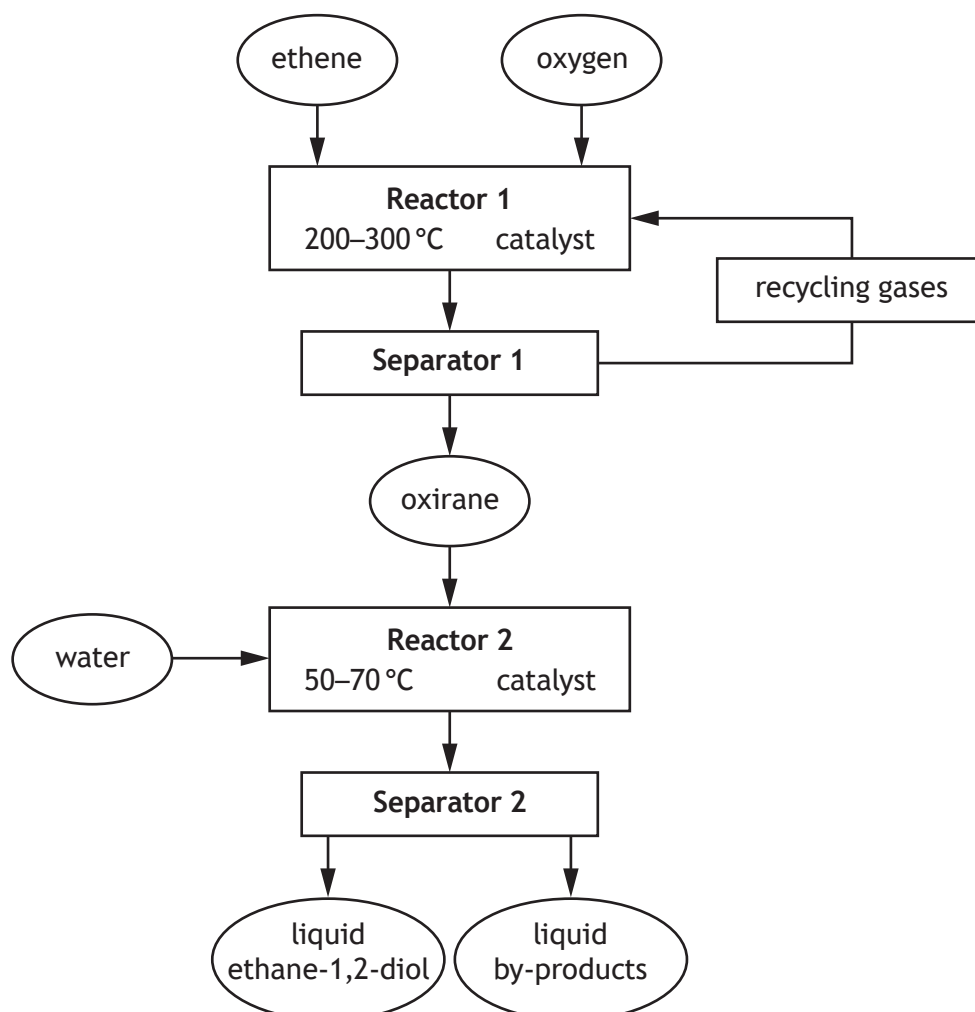 ethene
oxygen
Reactor 1
200–300 °C catalyst
recycling gases
Separator 1
oxirane
Reactor 2
water
50–70 °C catalyst
Separator 2
liquid
ethane-1,2-diol
liquid
by-products